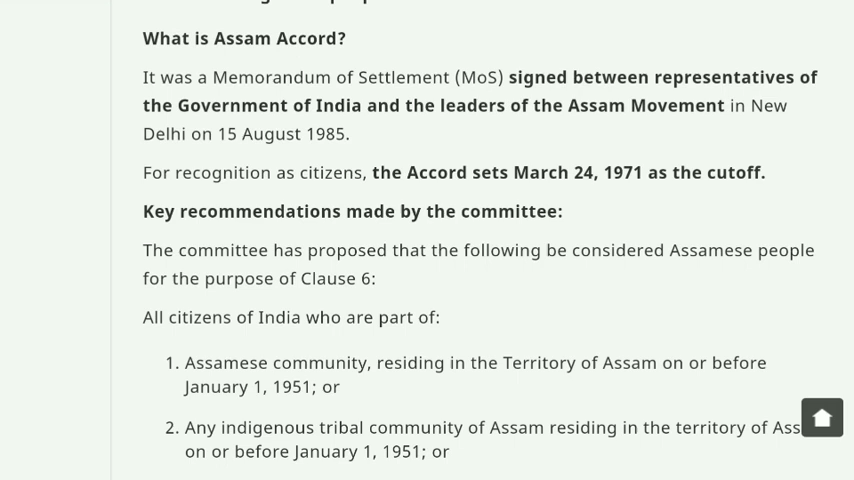 What is Assam Accord?
It was a Memorandum of Settlement (MoS) signed between representatives of
the Government of India and the leaders of the Assam Movement in New
Delhi on 15 August 1985.
For recognition as citizens, the Accord sets March 24, 1971 as the cutoff.
Key recommendations made by the committee:
The committee has proposed that the following be considered Assamese people
for the purpose of Clause 6:
All citizens of India who are part of:
1. Assamese community, residing in the Territory of Assam on or before
January 1, 1951; or
2. Any indigenous tribal community of Assam residing in the territory of Ass
on or before January 1, 1951; or